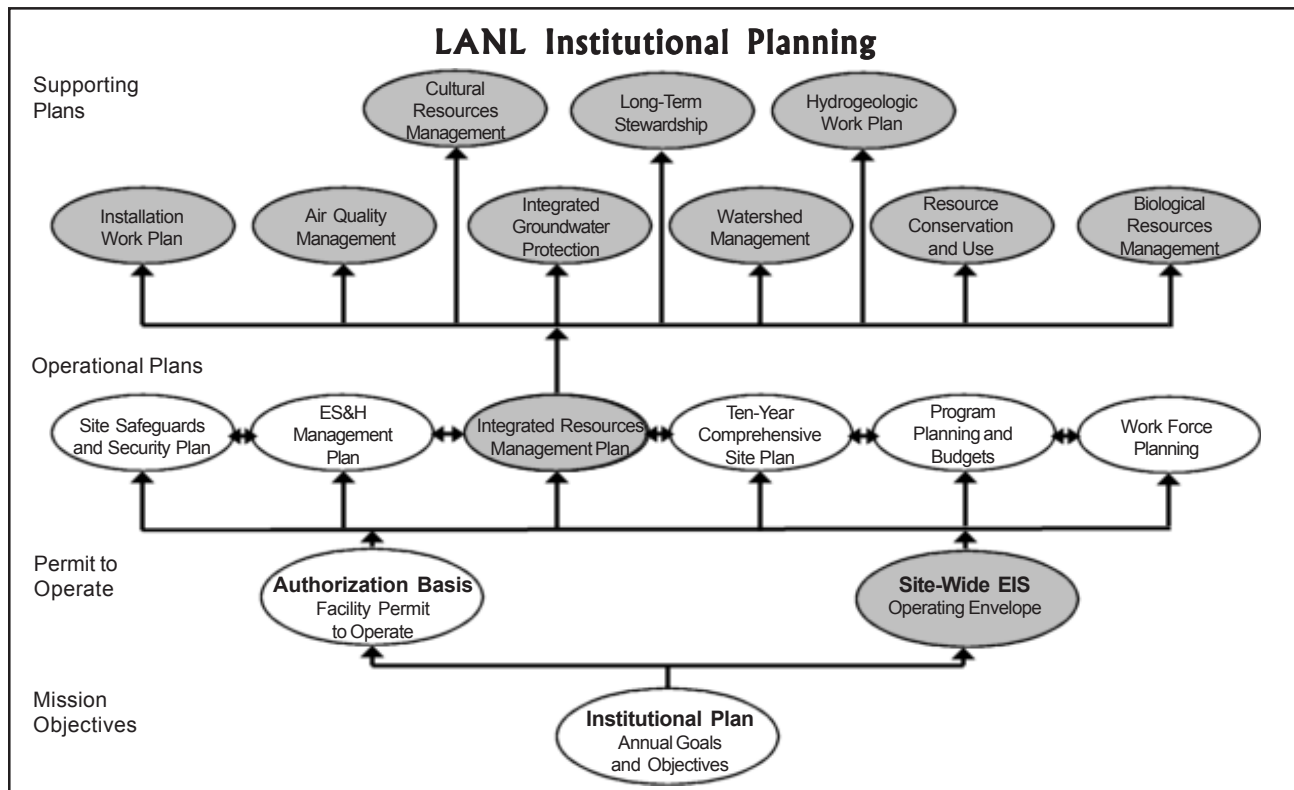 LANL Institutional Planning
Supporting
Plans
Cultural
Resources
Management
Long-Term
Stewardship
Hydrogeologic
Work Plan
Installation
Work Plan
Air Quality
Management
Integrated
Groundwater
Protection
Watershed
Management
Resource
Conservation
and Use
Biological
Resources
Management
Operational Plans
Site Safeguards
and Security Plan
ES&H
Management
Plan
Integrated Resources
Management Plan
Ten-Year
Comprehensive
Site Plan
Program
Planning and
Budgets
Work Force
Planning
Permit to
Operate
Authorization Basis
Facility Permit
to Operate
Site-Wide EIS
Operating Envelope
Mission
Objectives
Institutional Plan
Annual Goals
and Objectives